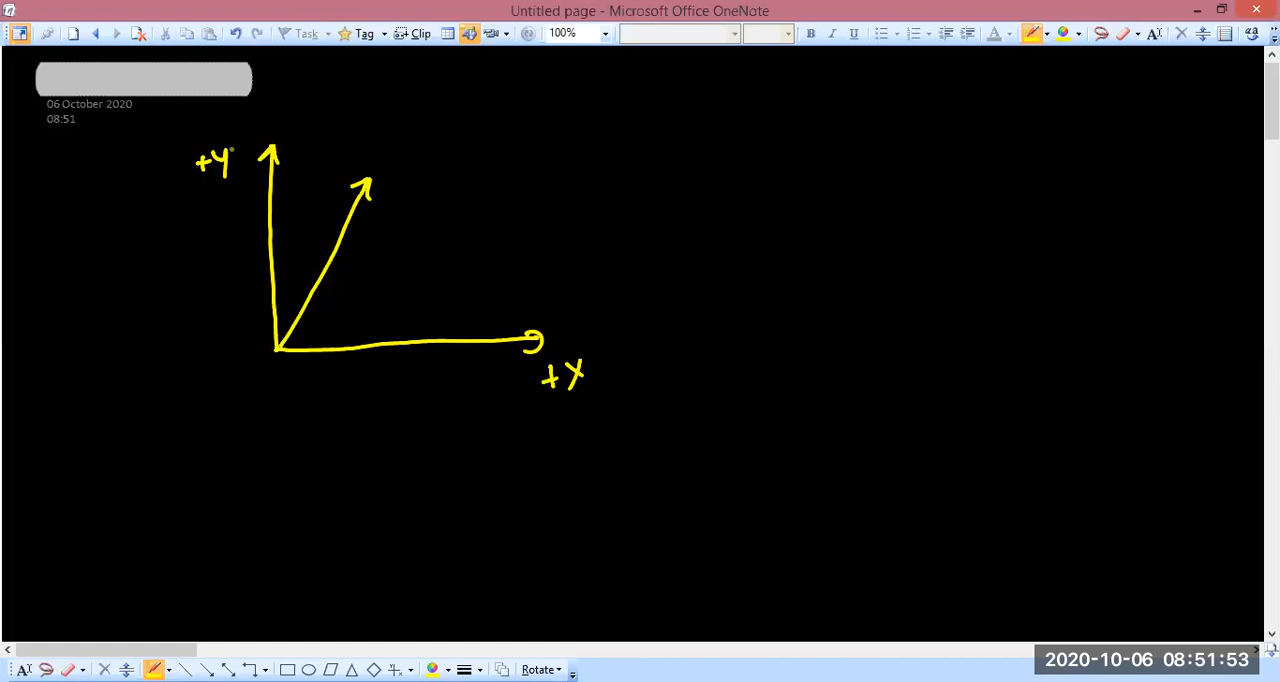 Untitled page - Microsoft Office OneNote
Task Tag Clip 100% B I U A
06 October 2020
08:51
+y
+x
Rotate
2020-10-06 08:51:53